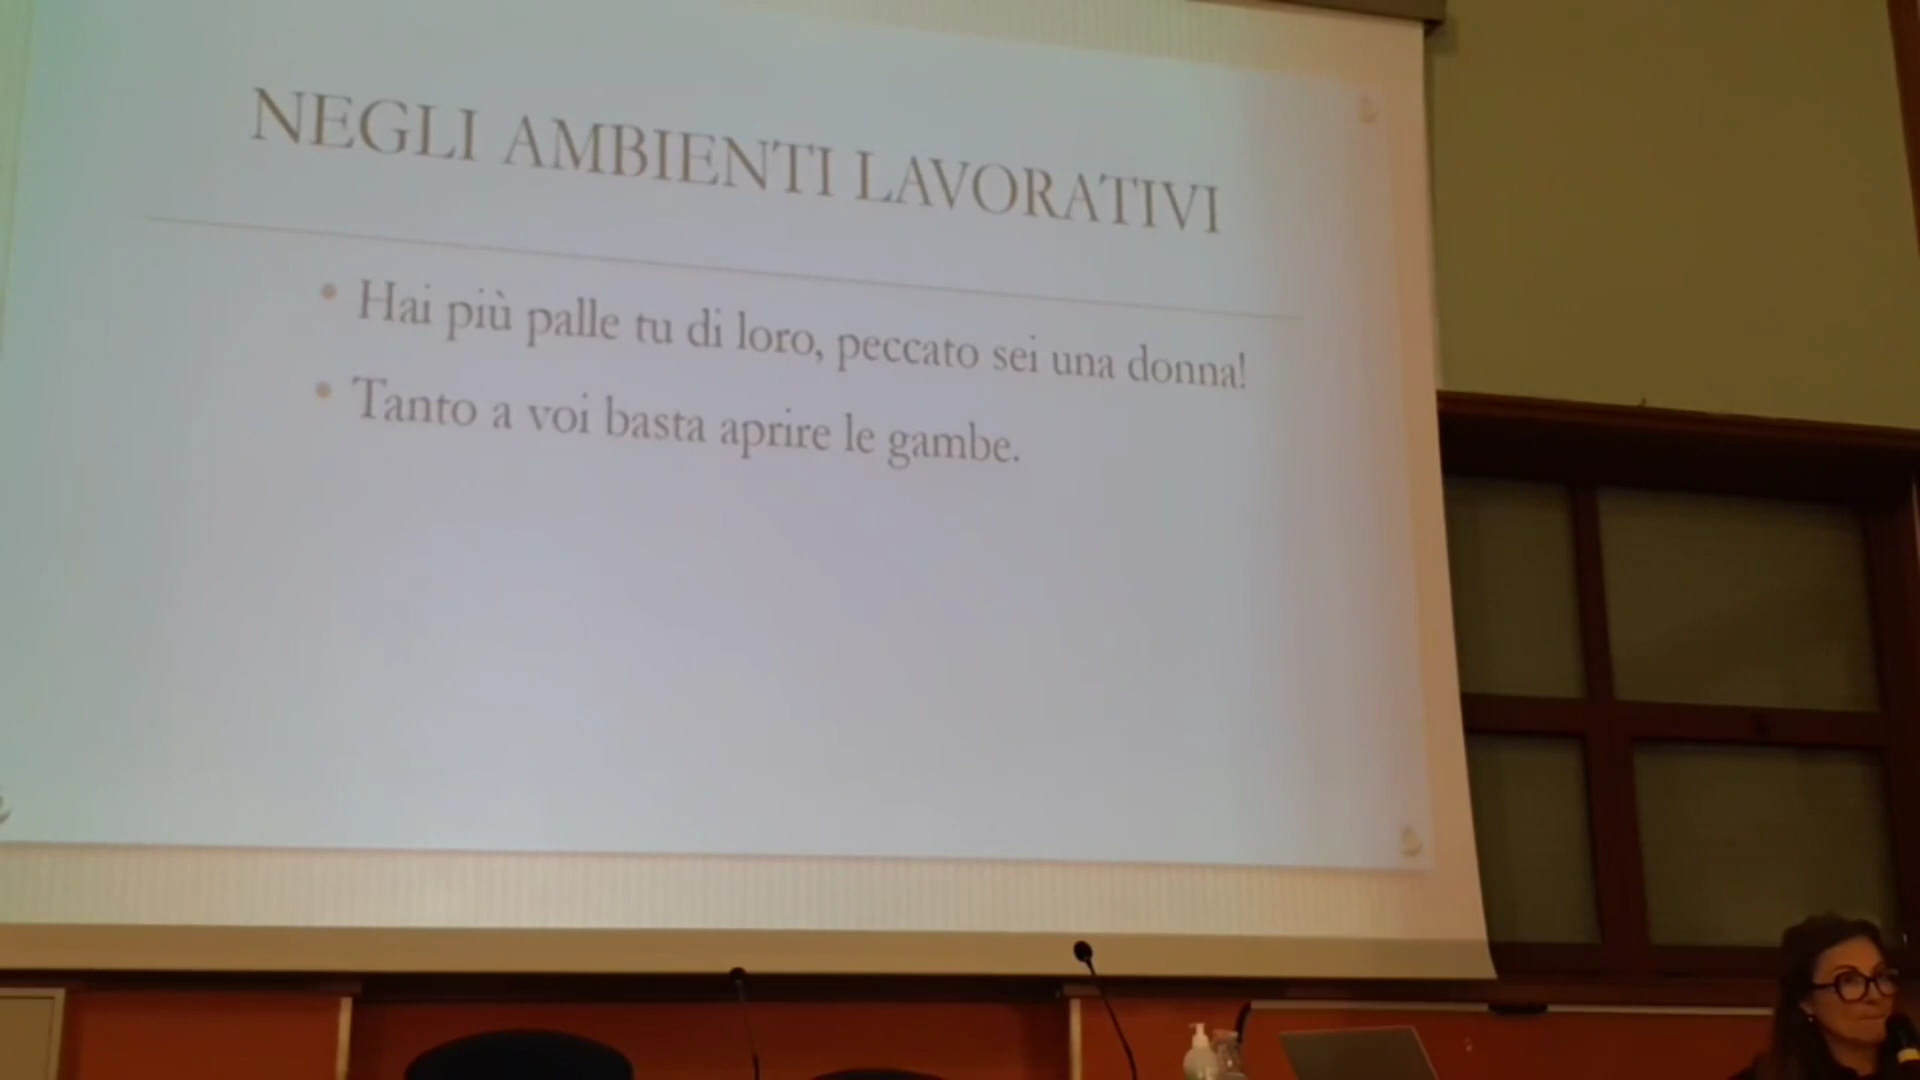 NEGLI AMBIENTI LAVORATIVI
• Hai più palle tu di loro, peccato sei una donna!
• Tanto a voi basta aprire le gambe.